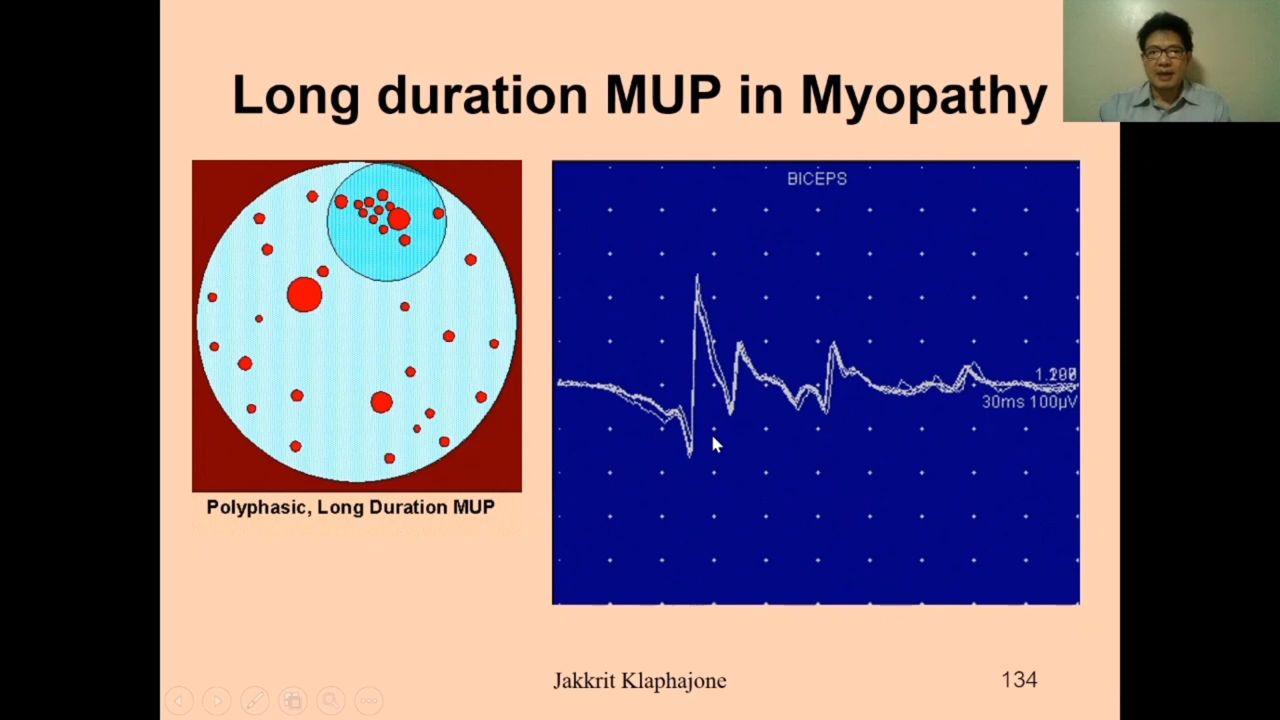 Long duration MUP in Myopathy
BICEPS
30ms 100µV
Polyphasic, Long Duration MUP
Jakkrit Klaphajone
134